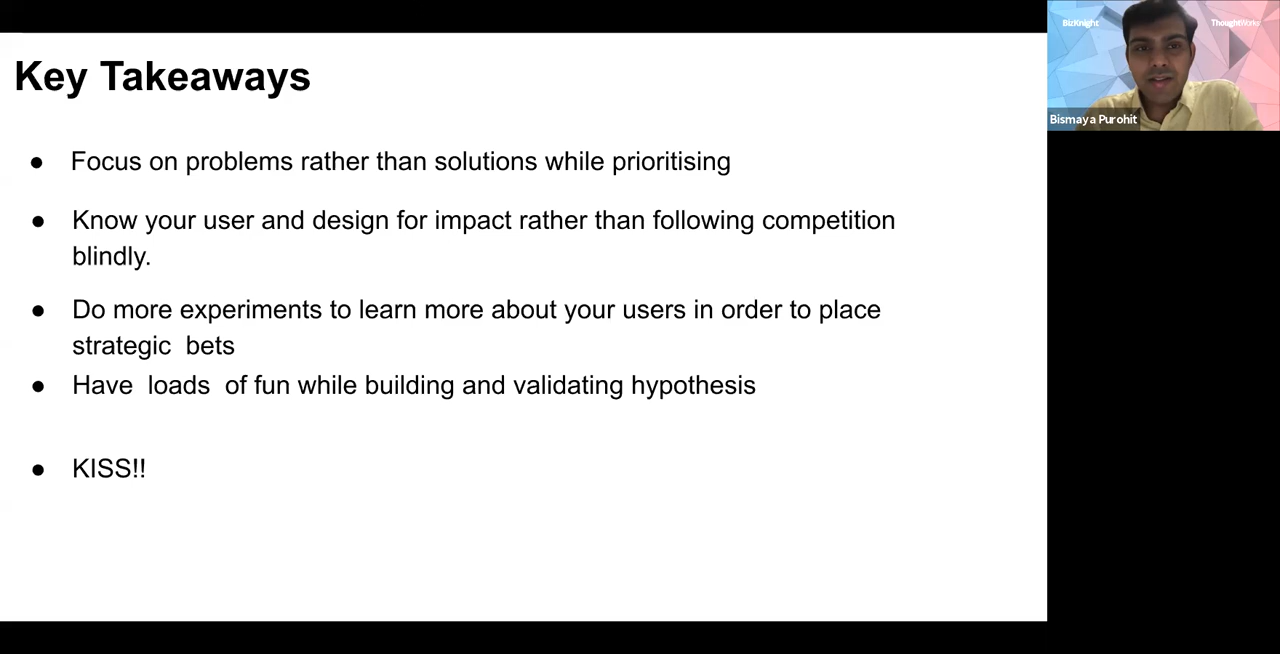 Key Takeaways
● Focus on problems rather than solutions while prioritising
● Know your user and design for impact rather than following competition
blindly.
● Do more experiments to learn more about your users in order to place
strategic  bets
● Have  loads  of fun while building and validating hypothesis
● KISS!!
BizKnight
ThoughtWorks
Bismaya Purohit